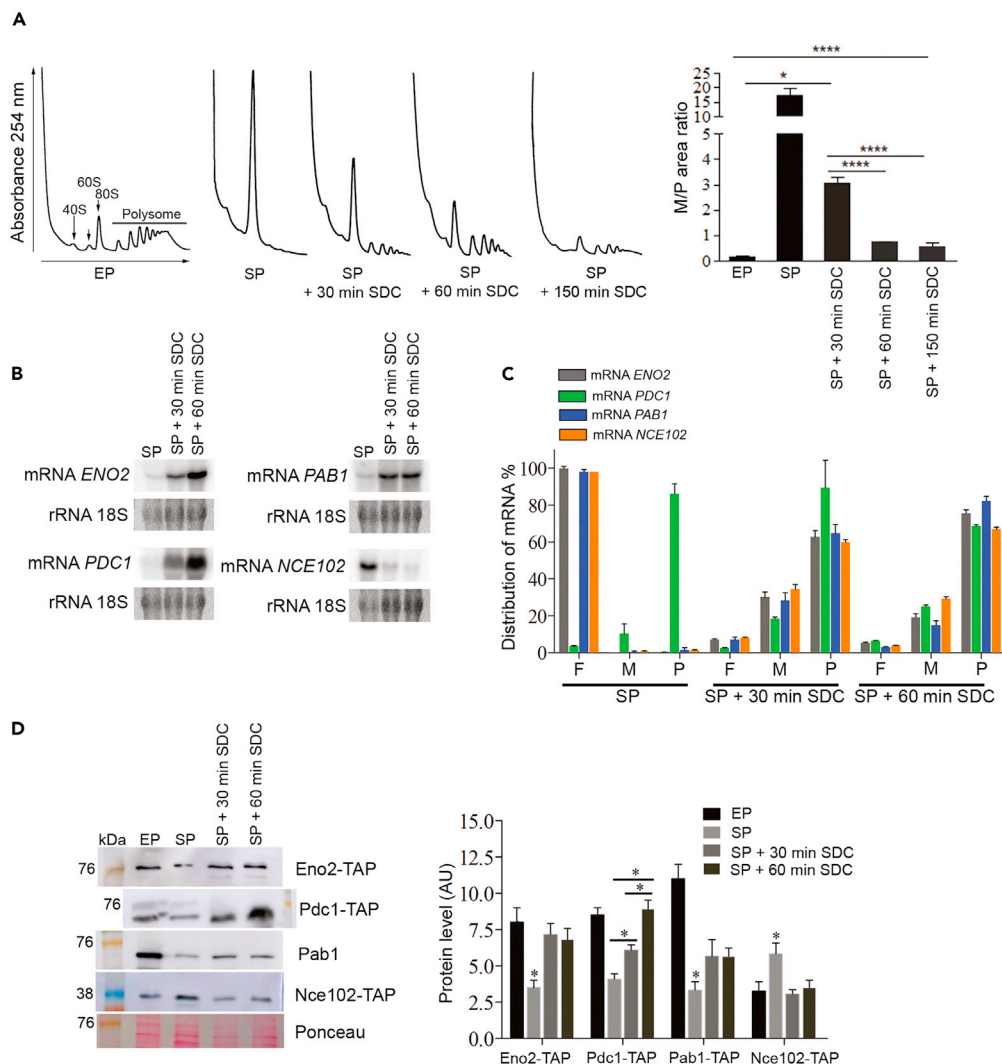 A
Absorbance 254 nm
40S
60S
80S
Polysome
EP
SP
SP
+ 30 min SDC
SP
+ 60 min SDC
SP
+ 150 min SDC
M/P area ratio
25
20
15
10
5
4
3
2
1
0
*
****
****
****
EP
SP
SP + 30 min SDC
SP + 60 min SDC
SP + 150 min SDC
B
SP
SP + 30 min SDC
SP + 60 min SDC
SP
SP + 30 min SDC
SP + 60 min SDC
mRNA ENO2
mRNA PAB1
rRNA 18S
rRNA 18S
mRNA PDC1
mRNA NCE102
rRNA 18S
rRNA 18S
C
mRNA ENO2
mRNA PDC1
mRNA PAB1
mRNA NCE102
Distribution of mRNA %
100
80
60
40
20
0
F M P F M P F M P
SP SP + 30 min SDC SP + 60 min SDC
D
kDa EP SP SP + 30 min SDC SP + 60 min SDC
76 Eno2-TAP
76 Pdc1-TAP
76 Pab1
38 Nce102-TAP
76 Ponceau
Protein level (AU)
15.0
12.5
10.0
7.5
5.0
2.5
0.0
EP
SP
SP + 30 min SDC
SP + 60 min SDC
*
*
*
*
*
*
Eno2-TAP Pdc1-TAP Pab1-TAP Nce102-TAP